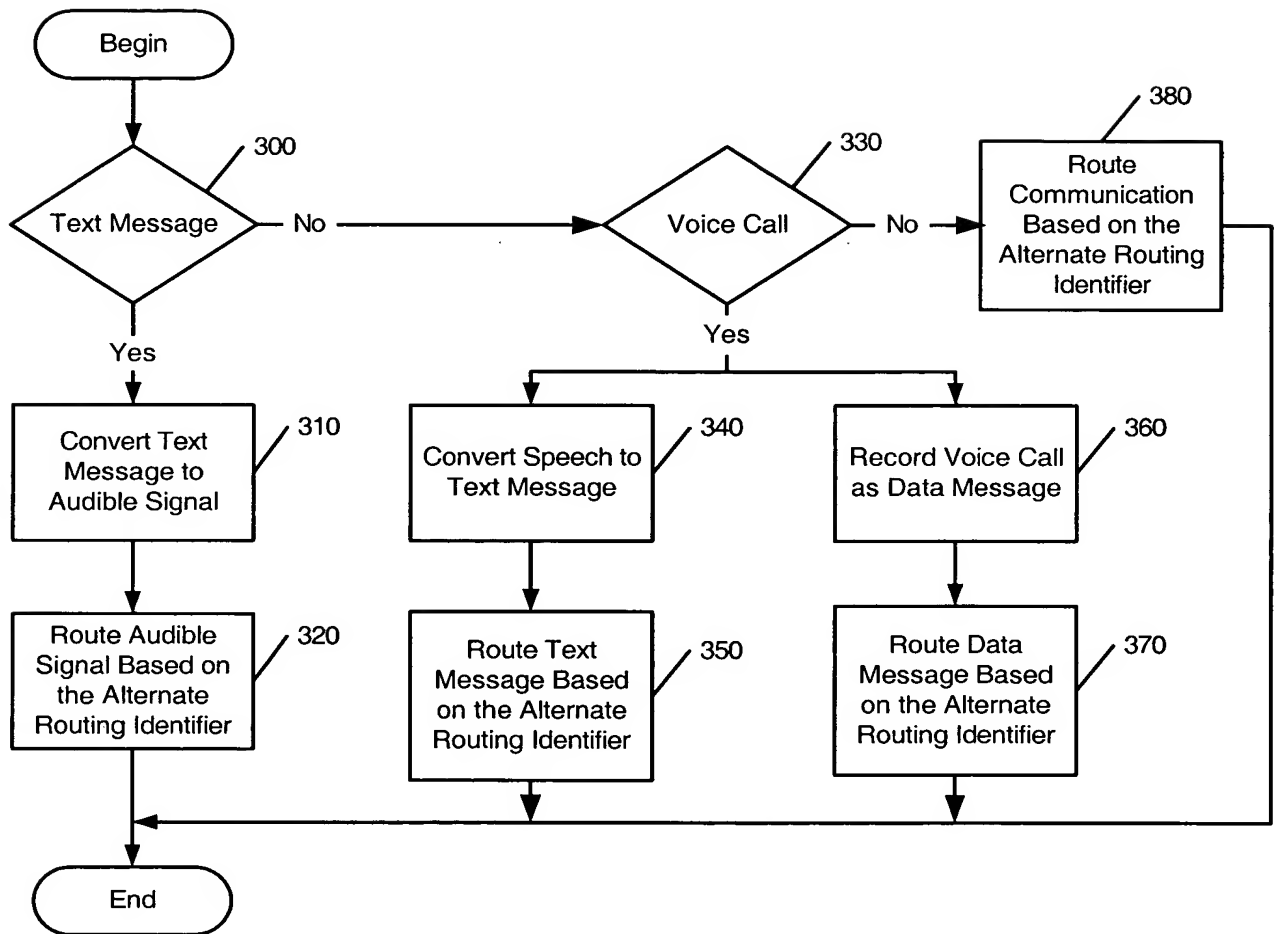 Begin
300
Text Message
No
330
Voice Call
No
380
Route
Communication
Based on the
Alternate Routing
Identifier
Yes
Yes
310
Convert Text
Message to
Audible Signal
340
Convert Speech to
Text Message
360
Record Voice Call
as Data Message
320
Route Audible
Signal Based on
the Alternate
Routing Identifier
350
Route Text
Message Based
on the Alternate
Routing Identifier
370
Route Data
Message Based
on the Alternate
Routing Identifier
End